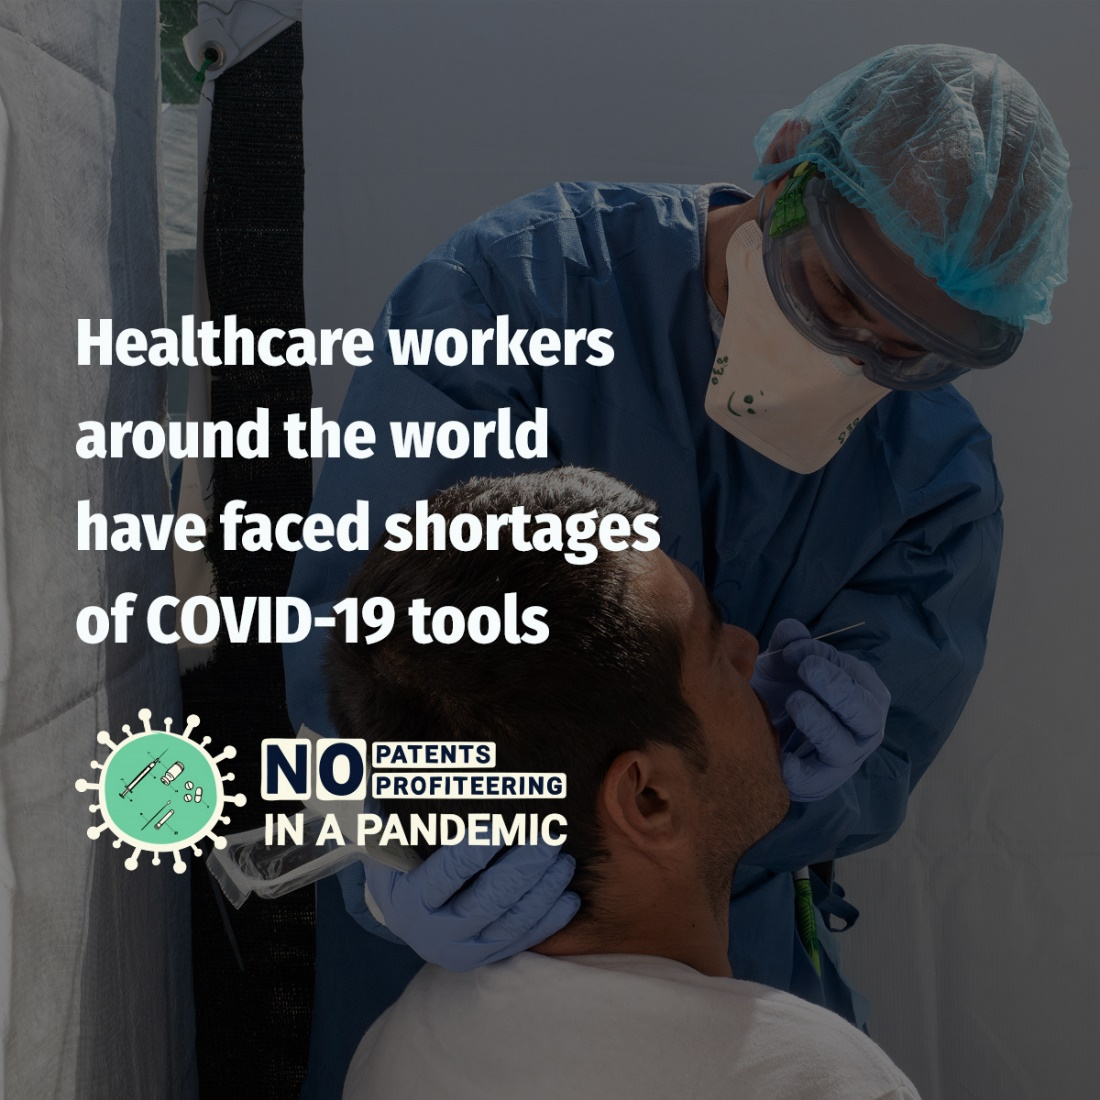 Healthcare workers
around the world
have faced shortages
of COVID-19 tools
NO PATENTS
PROFITEERING
IN A PANDEMIC